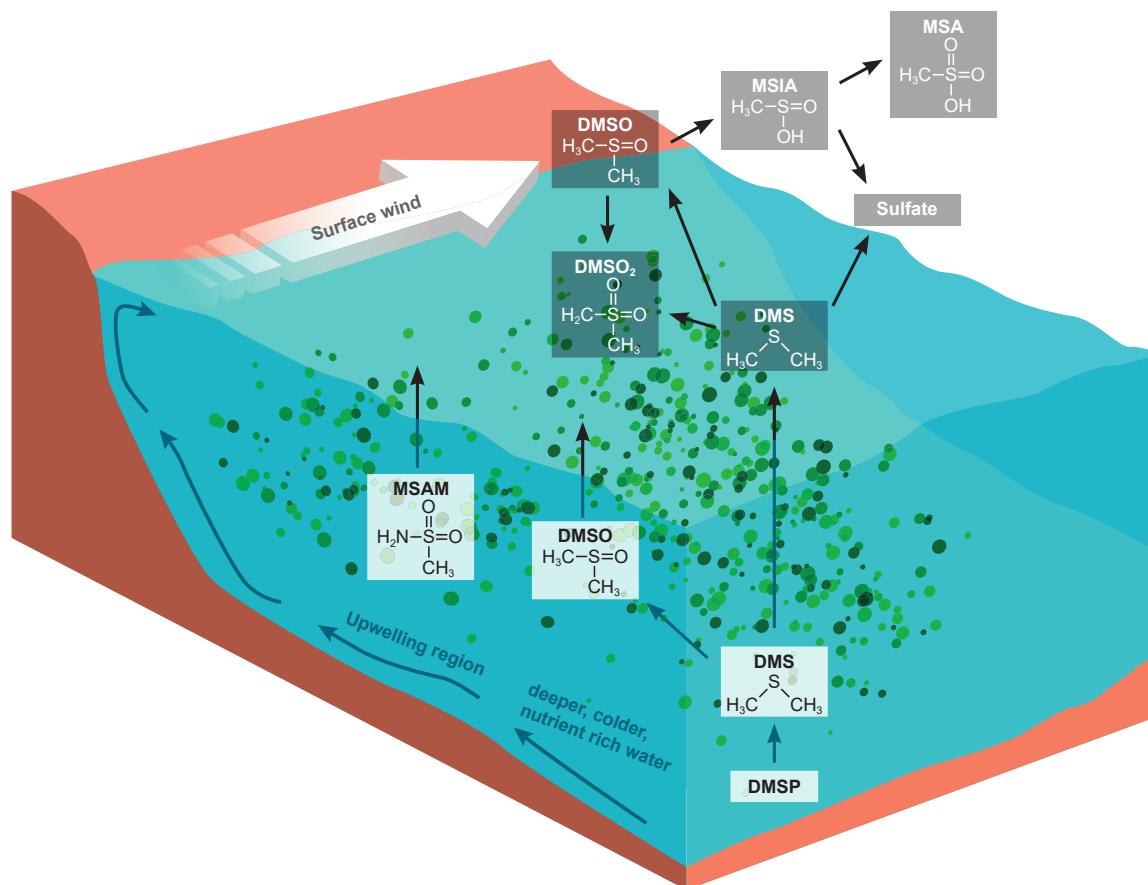 MSA
O
H₃C—S=O
OH
MSIA
H₃C—S=O
OH
DMSO
H₃C—S=O
CH₃
Sulfate
Surface wind
DMSO₂
O
H₂C—S=O
CH₃
DMS
S
H₃C CH₃
MSAM
O
H₂N—S=O
CH₃
DMSO
H₃C—S=O
CH₃
Upwelling region
DMS
S
H₃C CH₃
deeper, colder,
nutrient rich water
DMSP